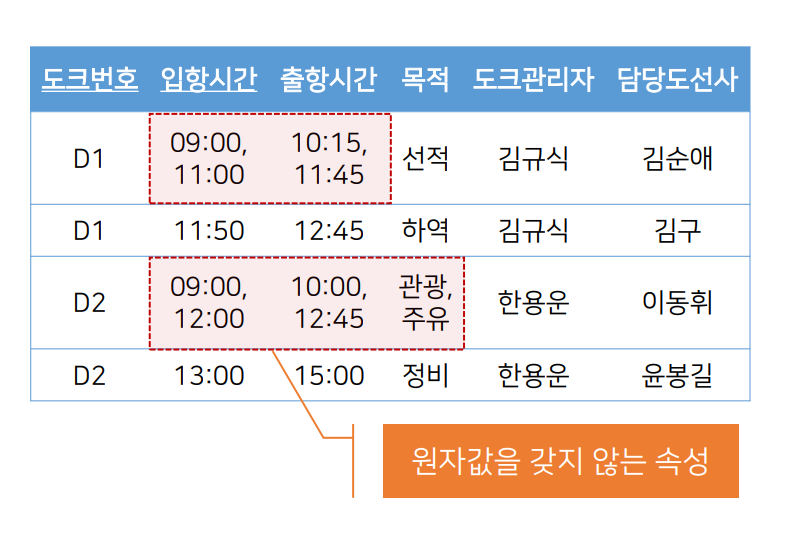 도크번호 입항시간 출항시간 목적 도크관리자 담당도선사
D1 09:00, 11:00 10:15, 11:45 선적 김규식 김순애
D1 11:50 12:45 하역 김규식 김구
D2 09:00, 12:00 10:00, 12:45 관광, 주유 한용운 이동휘
D2 13:00 15:00 정비 한용운 윤봉길
원자값을 갖지 않는 속성